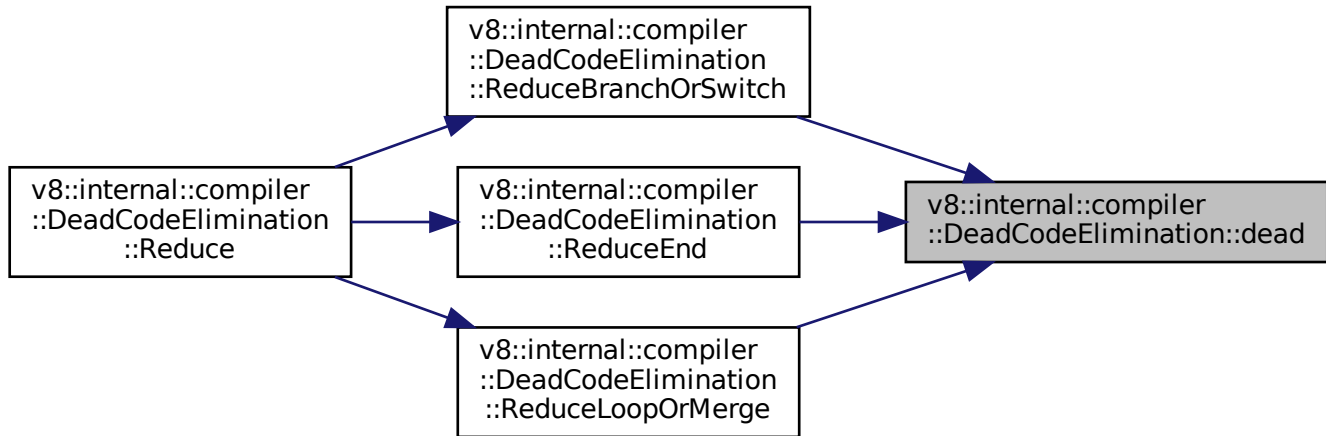 v8::internal::compiler
::DeadCodeElimination
::ReduceBranchOrSwitch
v8::internal::compiler
::DeadCodeElimination
::Reduce
v8::internal::compiler
::DeadCodeElimination
::ReduceEnd
v8::internal::compiler
::DeadCodeElimination::dead
v8::internal::compiler
::DeadCodeElimination
::ReduceLoopOrMerge